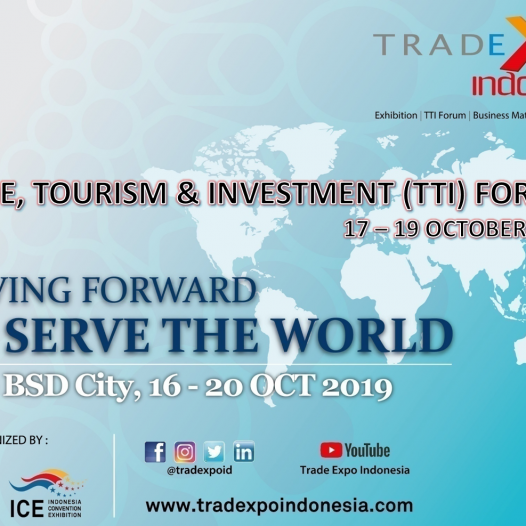 TRADE
indo
Exhibition | TTI Forum | Business Mat
E, TOURISM & INVESTMENT (TTI) FOR
17 – 19 OCTOBER
VING FORWARD
SERVE THE WORLD
BSD City, 16 - 20 OCT 2019
NIZED BY :
@tradexpoid
YouTube
Trade Expo Indonesia
ICE INDONESIA CONVENTION EXHIBITION
www.tradexpoindonesia.com